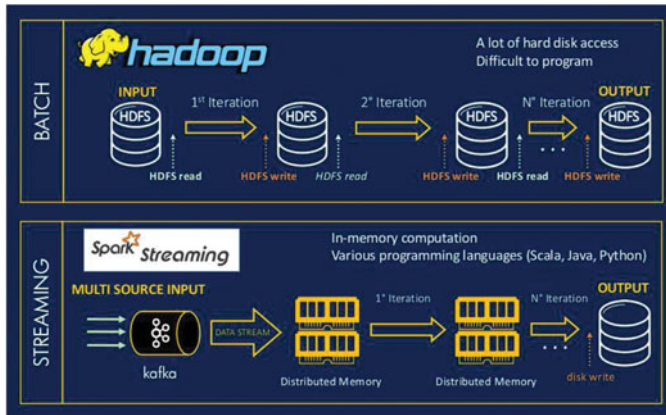 BATCH
hadoop
A lot of hard disk access
Difficult to program
INPUT
1st Iteration
2° Iteration
N° Iteration
OUTPUT
HDFS
HDFS
HDFS
HDFS
. . .
HDFS read
HDFS write
HDFS read
HDFS write
HDFS read
HDFS write
STREAMING
Spark Streaming
In-memory computation
Various programming languages (Scala, Java, Python)
MULTI SOURCE INPUT
1° Iteration
N° Iteration
OUTPUT
DATA STREAM
. . .
kafka
Distributed Memory
Distributed Memory
disk write